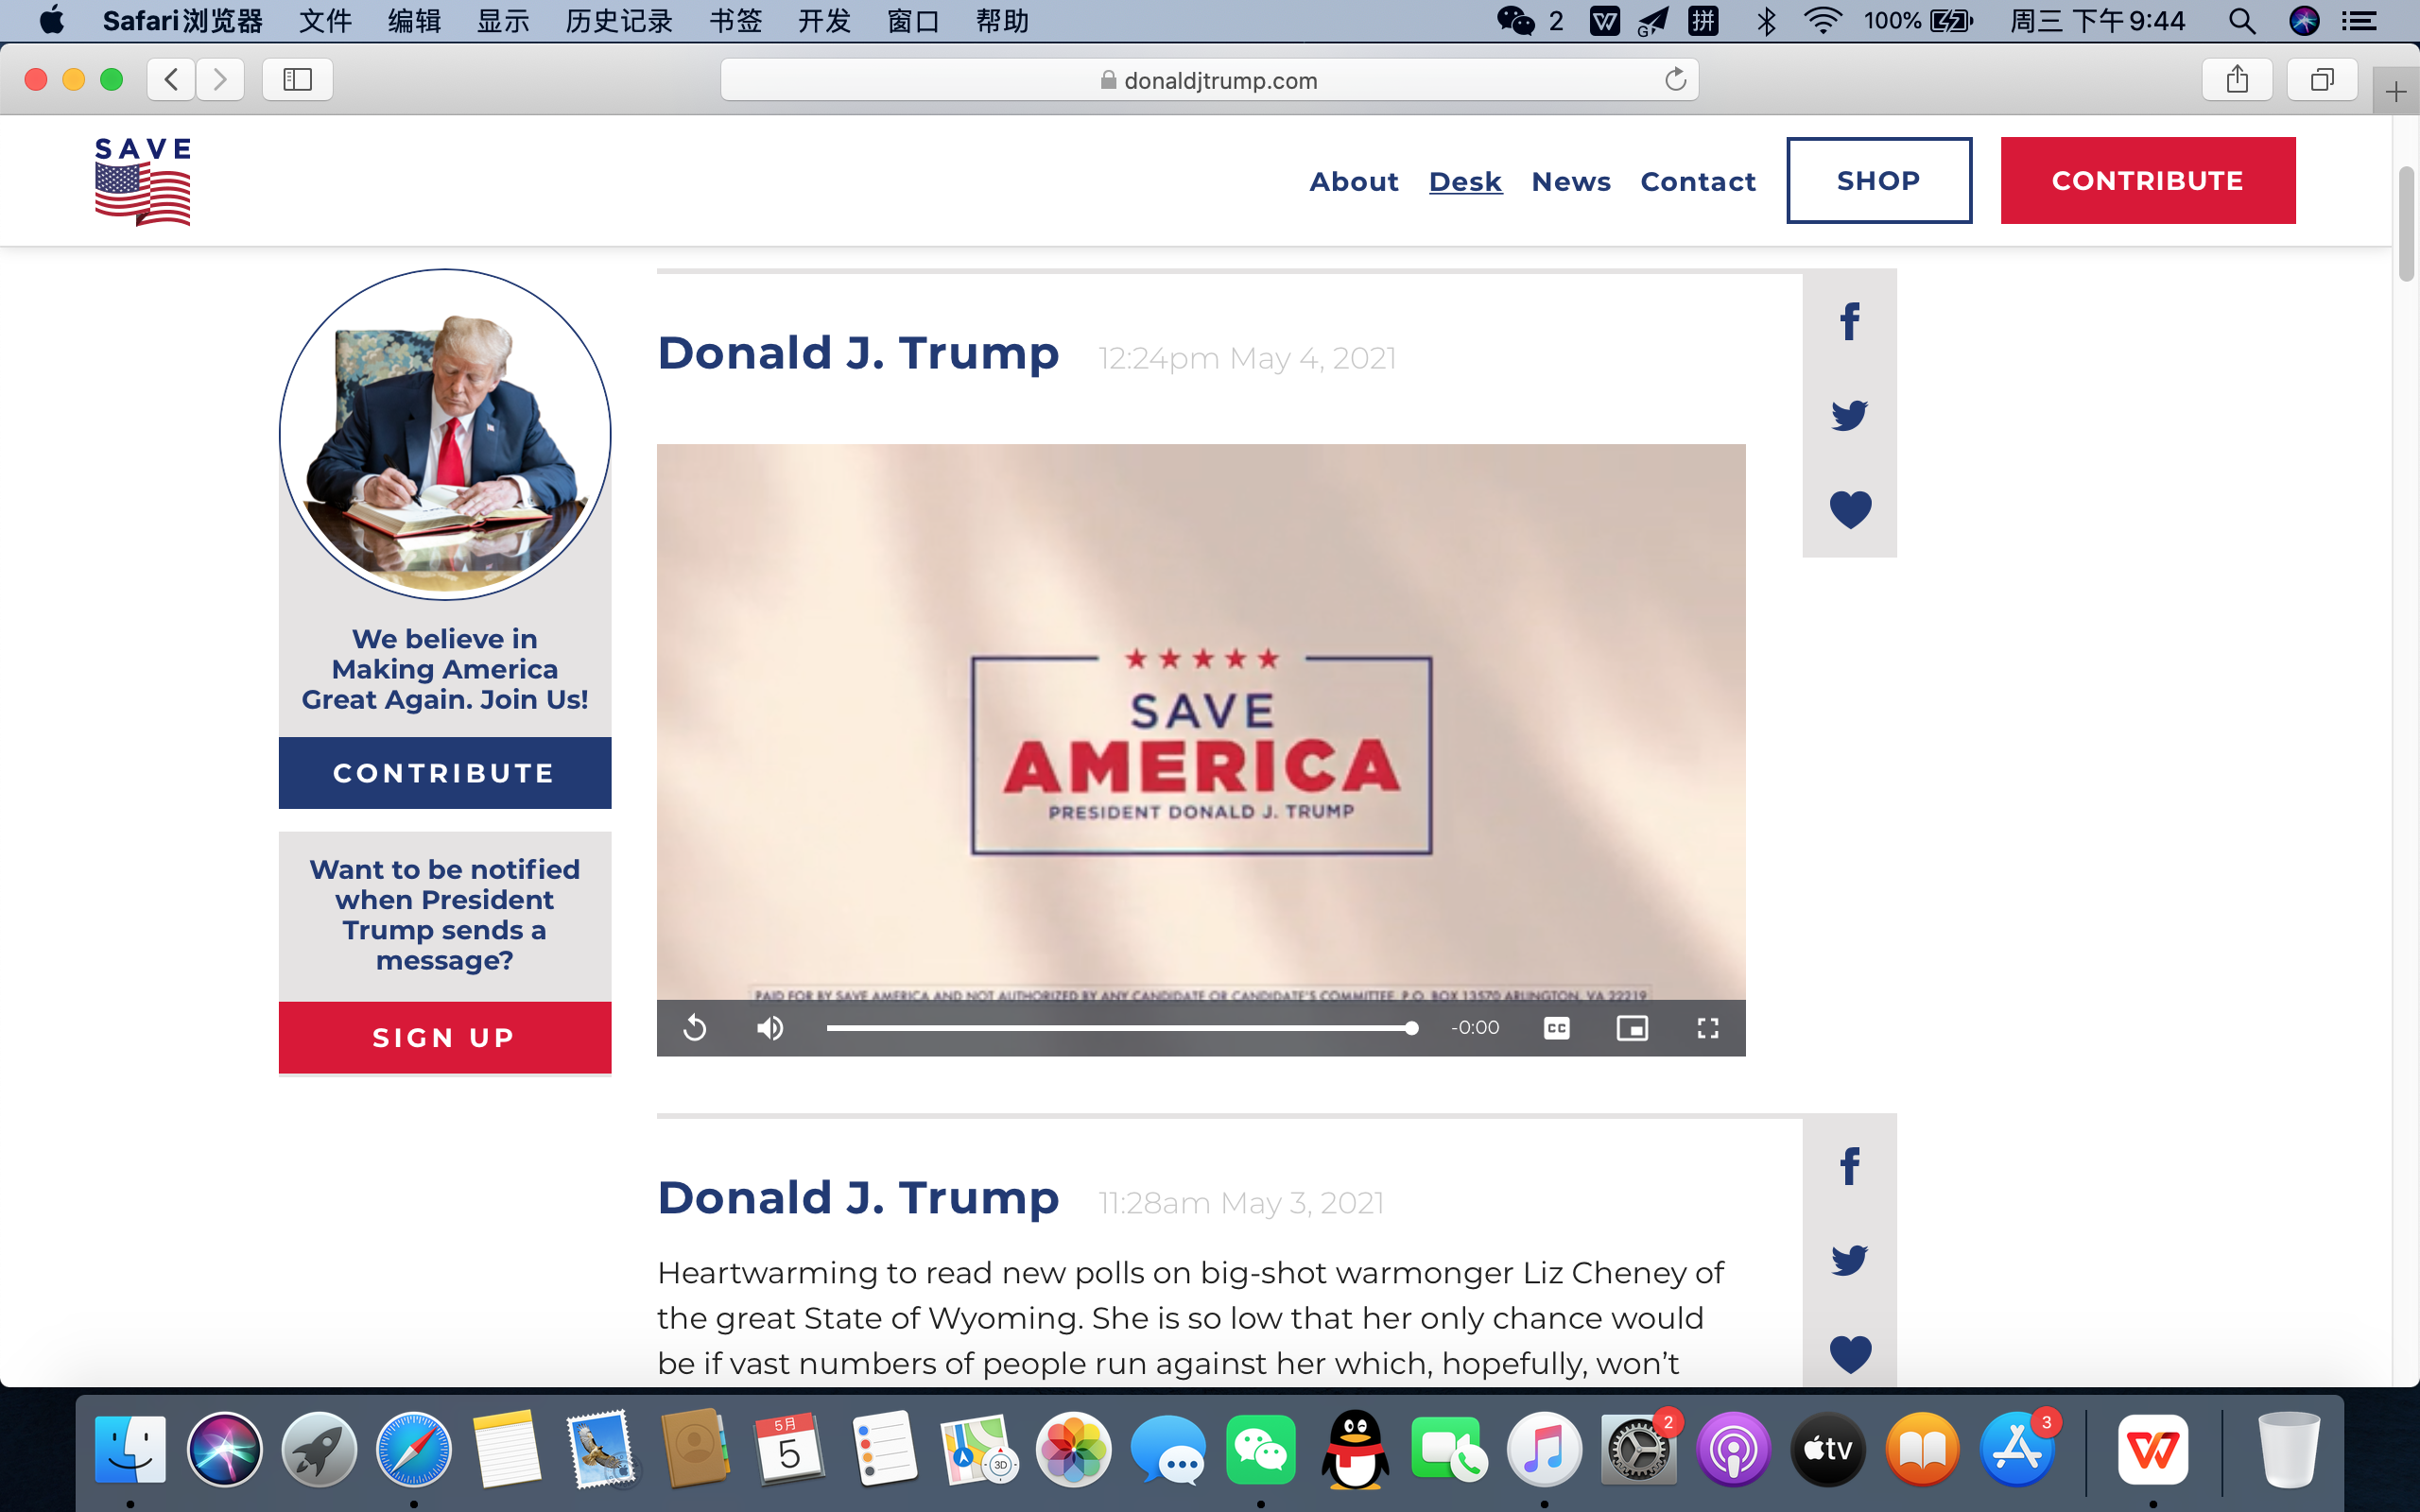 Safari浏览器 文件 编辑 显示 历史记录 书签 开发 窗口 帮助 2 拼 100% 周三 下午9:44
donaldjtrump.com
SAVE
About Desk News Contact SHOP CONTRIBUTE
Donald J. Trump 12:24pm May 4, 2021
SAVE
AMERICA
PRESIDENT DONALD J. TRUMP
PAID FOR BY SAVE AMERICA AND NOT AUTHORIZED BY ANY CANDIDATE OR CANDIDATE'S COMMITTEE. P.O. BOX 13570 ARLINGTON, VA 22219
-0:00 CC
We believe in
Making America
Great Again. Join Us!
CONTRIBUTE
Want to be notified
when President
Trump sends a
message?
SIGN UP
Donald J. Trump 11:28am May 3, 2021
Heartwarming to read new polls on big-shot warmonger Liz Cheney of
the great State of Wyoming. She is so low that her only chance would
be if vast numbers of people run against her which, hopefully, won’t
5月
5
3D
2
tv
3